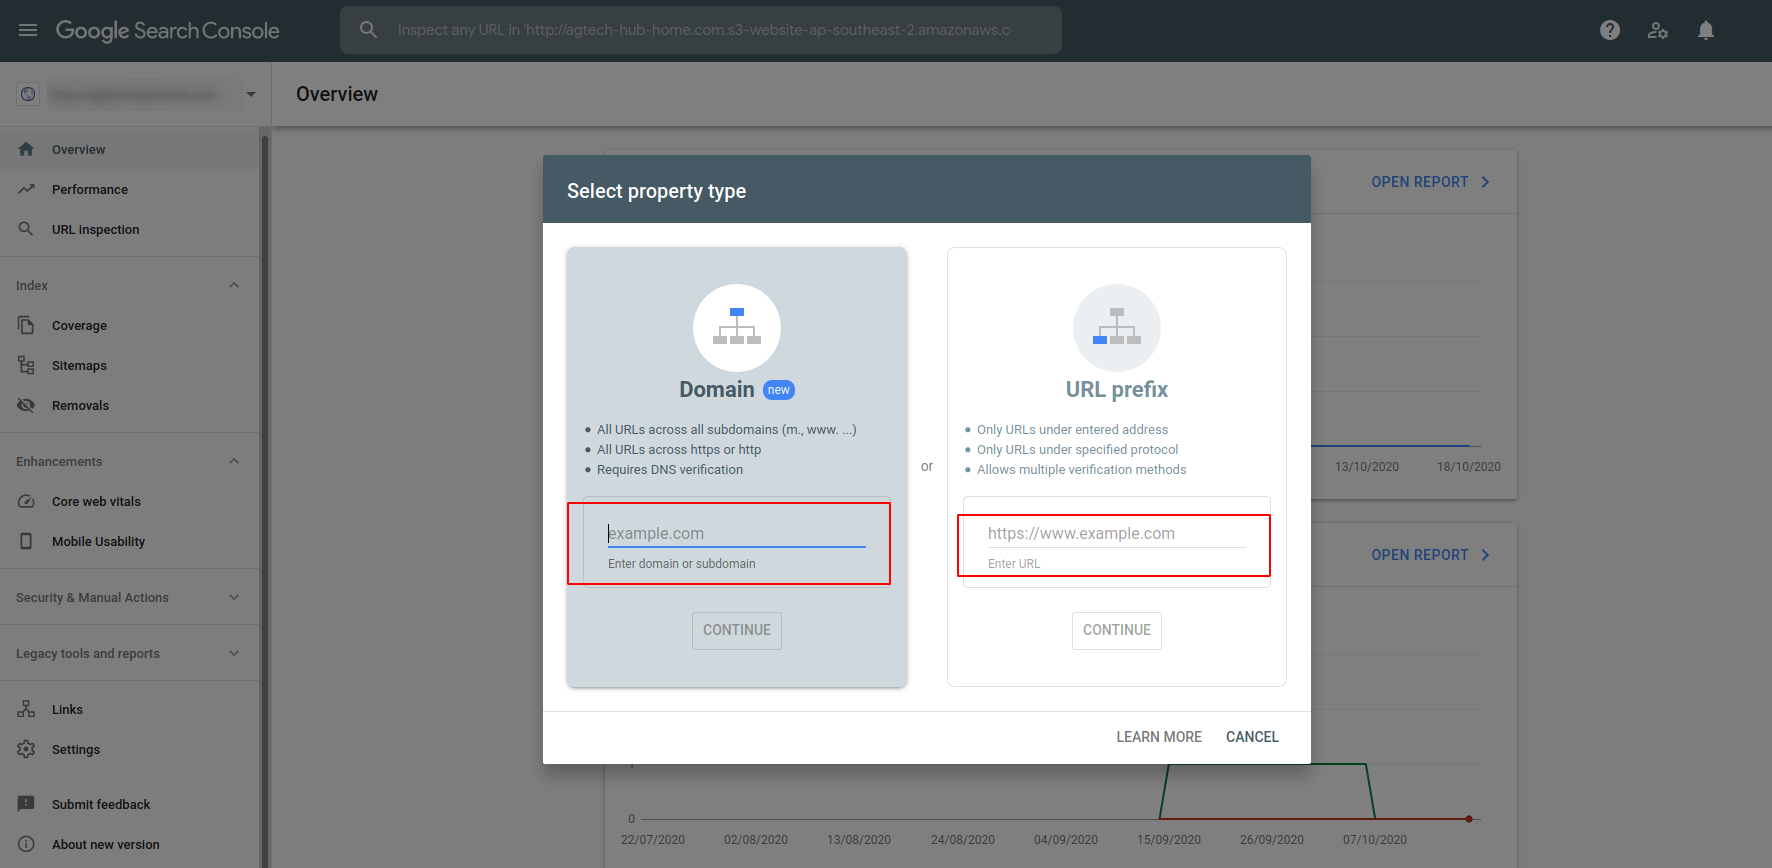 Google Search Console
Inspect any URL in 'http://agtech-hub-home.com.s3-website-ap-southeast-2.amazonaws.c
Overview
Overview
Performance
URL inspection
Index
Coverage
Sitemaps
Removals
Enhancements
Core web vitals
Mobile Usability
Security & Manual Actions
Legacy tools and reports
Links
Settings
Submit feedback
About new version
OPEN REPORT
13/10/2020 18/10/2020
OPEN REPORT
Select property type
Domain new
All URLs across all subdomains (m., www. ...)
All URLs across https or http
Requires DNS verification
example.com
Enter domain or subdomain
CONTINUE
or
URL prefix
Only URLs under entered address
Only URLs under specified protocol
Allows multiple verification methods
https://www.example.com
Enter URL
CONTINUE
LEARN MORE CANCEL
0
22/07/2020 02/08/2020 13/08/2020 24/08/2020 04/09/2020 15/09/2020 26/09/2020 07/10/2020